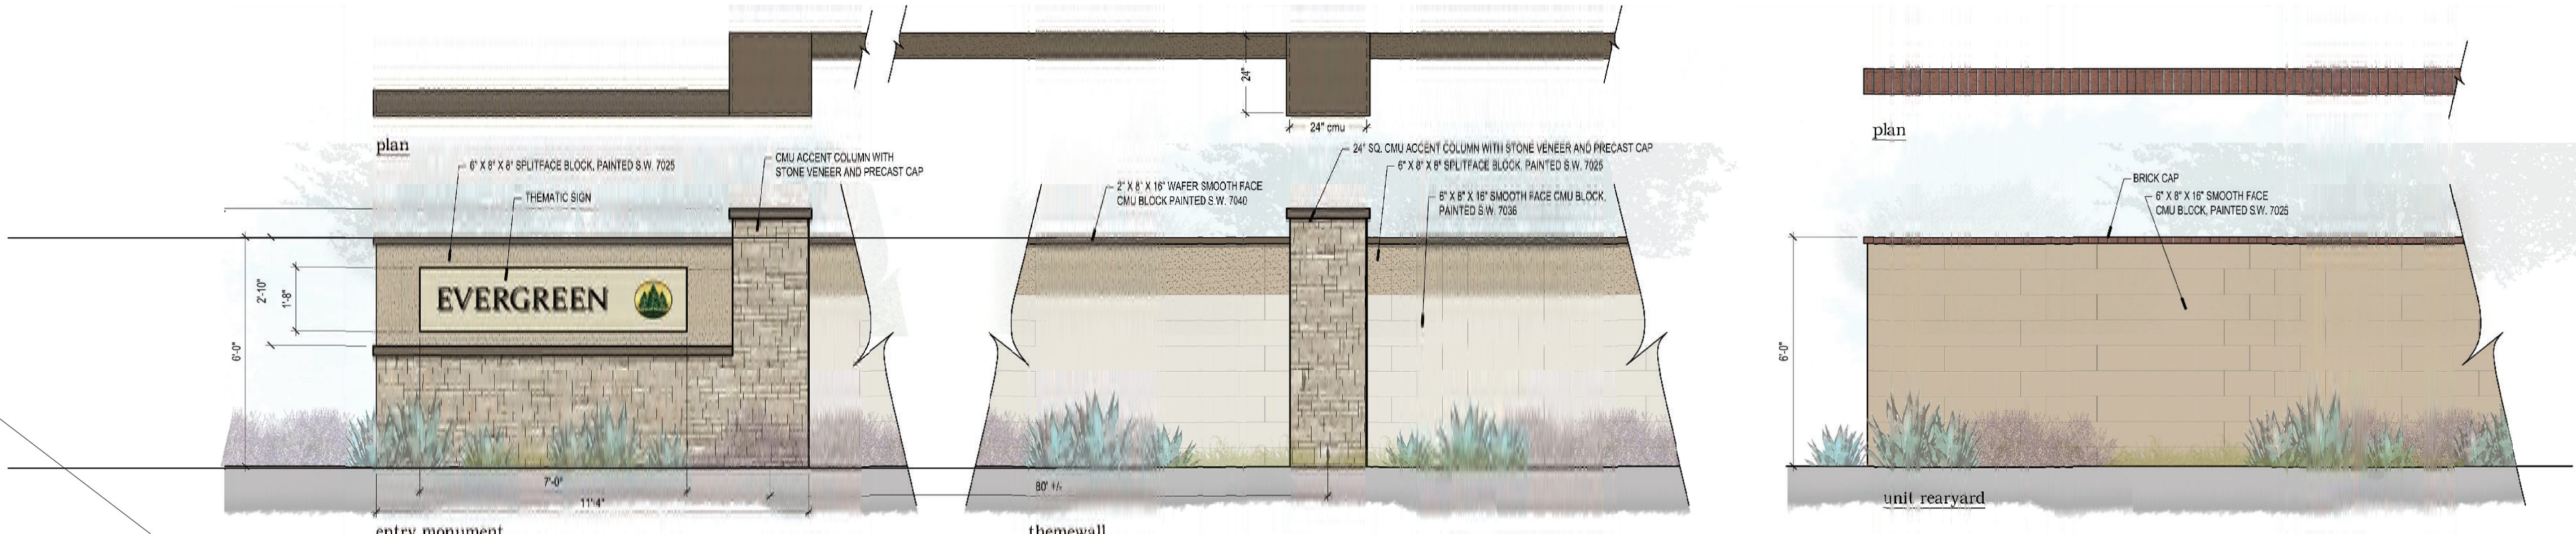 24"
24" cmu
plan
6" X 8" X 8" SPLITFACE BLOCK, PAINTED S.W. 7025
THEMATIC SIGN
CMU ACCENT COLUMN WITH
STONE VENEER AND PRECAST CAP
2" X 8" X 16" WAFER SMOOTH FACE
CMU BLOCK PAINTED S.W. 7040
24" SQ. CMU ACCENT COLUMN WITH STONE VENEER AND PRECAST CAP
6" X 8" X 8" SPLITFACE BLOCK, PAINTED S.W. 7025
6" X 8" X 16" SMOOTH FACE CMU BLOCK,
PAINTED S.W. 7036
EVERGREEN
6'-0"
2'-10"
1'-8"
7'-0"
11'-4"
80' +/-
entry monument
themewall
plan
BRICK CAP
6" X 8" X 16" SMOOTH FACE
CMU BLOCK, PAINTED S.W. 7025
6'-0"
unit rearyard